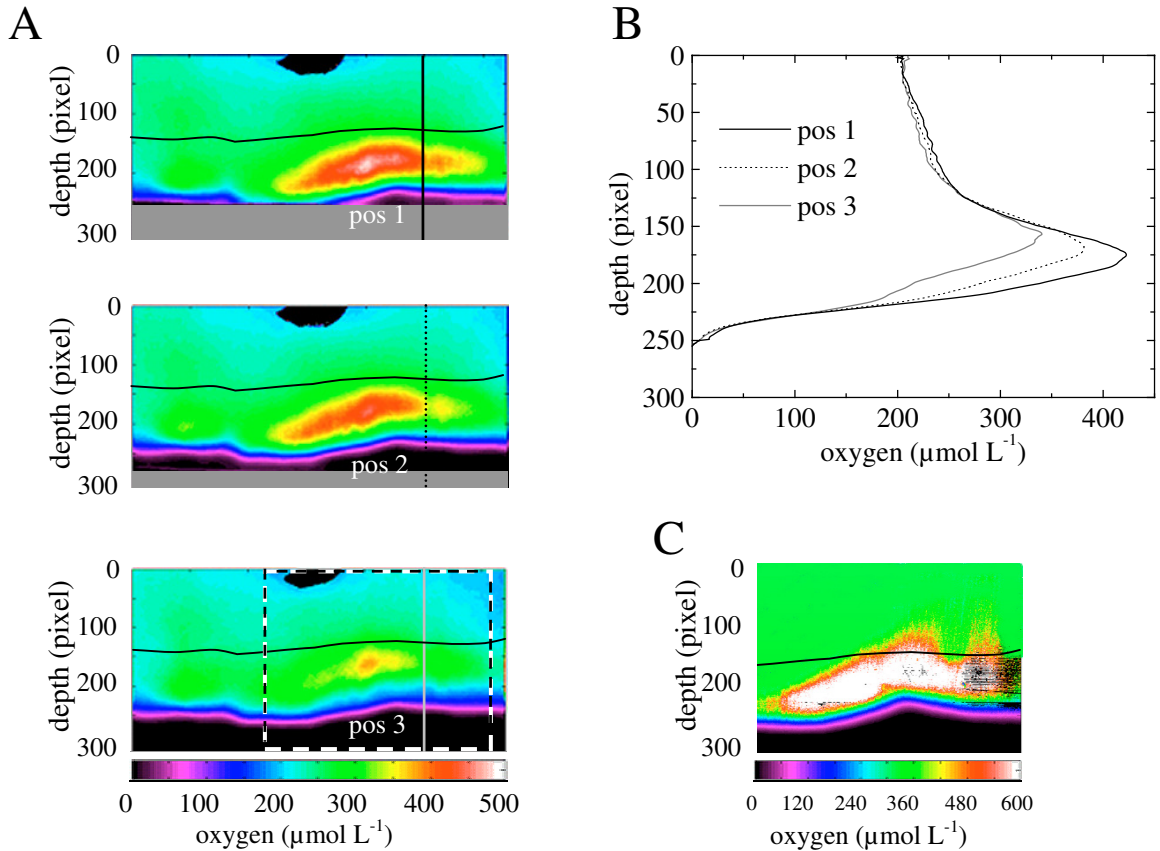 A
depth (pixel)
0
100
200
300
pos 1
depth (pixel)
0
100
200
300
pos 2
depth (pixel)
0
100
200
300
pos 3
0 100 200 300 400 500
oxygen (µmol L⁻¹)
B
depth (pixel)
0
50
100
150
200
250
300
pos 1
pos 2
pos 3
0 100 200 300 400
oxygen (µmol L⁻¹)
C
depth (pixel)
0
100
200
300
0 120 240 360 480 600
oxygen (µmol L⁻¹)